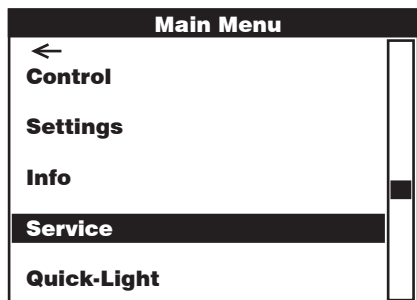 Main Menu
←
Control
Settings
Info
Service
Quick-Light